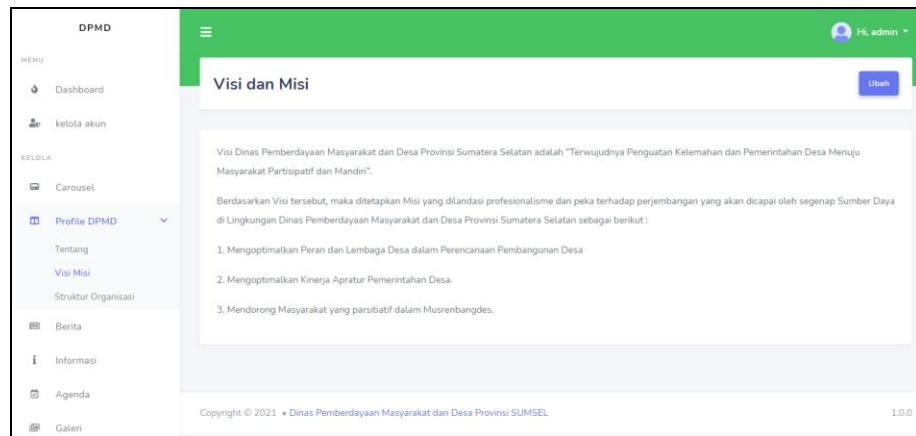 DPMD
Hi, admin
MENU
Dashboard
kelola akun
KELOLA
Carousel
Profile DPMD
Tentang
Visi Misi
Struktur Organisasi
Berita
Informasi
Agenda
Galeri
Visi dan Misi
Ubah
Visi Dinas Pemberdayaan Masyarakat dan Desa Provinsi Sumatera Selatan adalah "Terwujudnya Penguatan Kelemahan dan Pemerintahan Desa Menuju
Masyarakat Partisipatif dan Mandiri".
Berdasarkan Visi tersebut, maka ditetapkan Misi yang dilandasi profesionalisme dan peka terhadap perjembangan yang akan dicapai oleh segenap Sumber Daya
di Lingkungan Dinas Pemberdayaan Masyarakat dan Desa Provinsi Sumatera Selatan sebagai berikut :
1. Mengoptimalkan Peran dan Lembaga Desa dalam Perencanaan Pembangunan Desa
2. Mengoptimalkan Kinerja Apratur Pemerintahan Desa.
3. Mendorong Masyarakat yang parsitiatif dalam Musrenbangdes.
Copyright © 2021 • Dinas Pemberdayaan Masyarakat dan Desa Provinsi SUMSEL
1.0.0